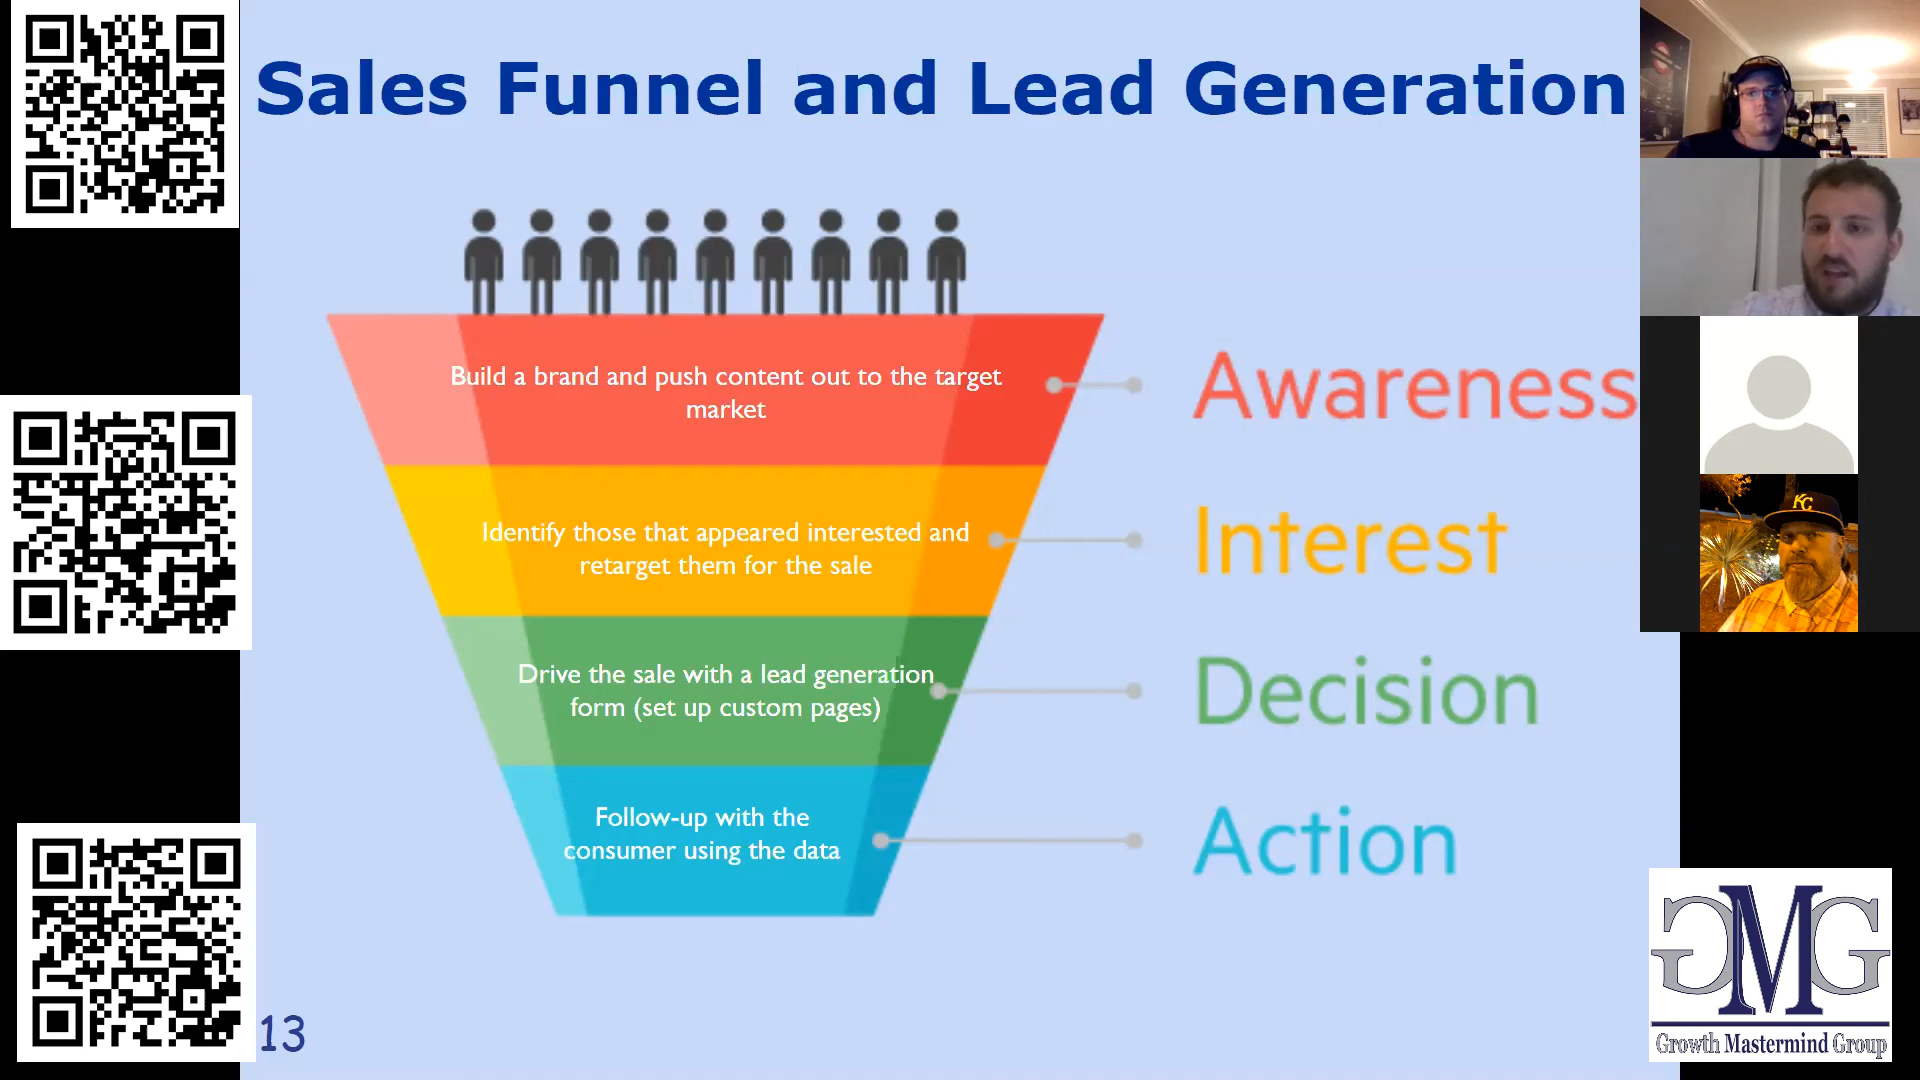 Sales Funnel and Lead Generation
Build a brand and push content out to the target
market
Awareness
Identify those that appeared interested and
retarget them for the sale
Interest
Drive the sale with a lead generation
form (set up custom pages)
Decision
Follow-up with the
consumer using the data
Action
13
KC
GMG
Growth Mastermind Group